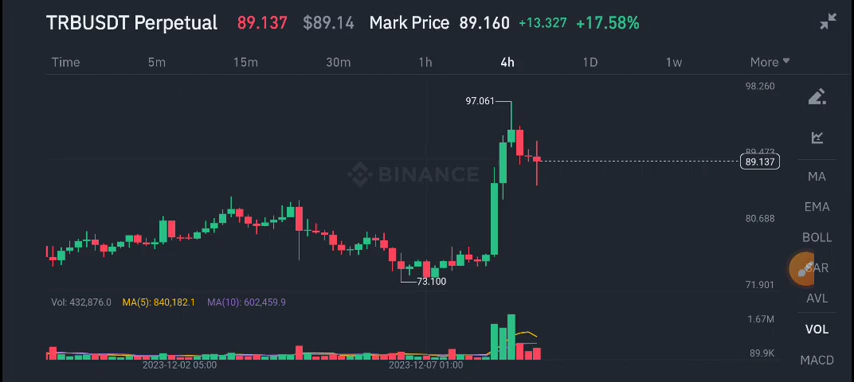 TRBUSDT Perpetual 89.137 $89.14 Mark Price 89.160 +13.327 +17.58%
Time 5m 15m 30m 1h 4h 1D 1w More
98.260
97.061
89.473
89.137
MA
BINANCE
EMA
80.688
BOLL
SAR
73.100
71.901
AVL
Vol: 432,876.0 MA(5): 840,182.1 MA(10): 602,459.9
1.67M
VOL
89.9K
MACD
2023-12-02 05:00 2023-12-07 01:00